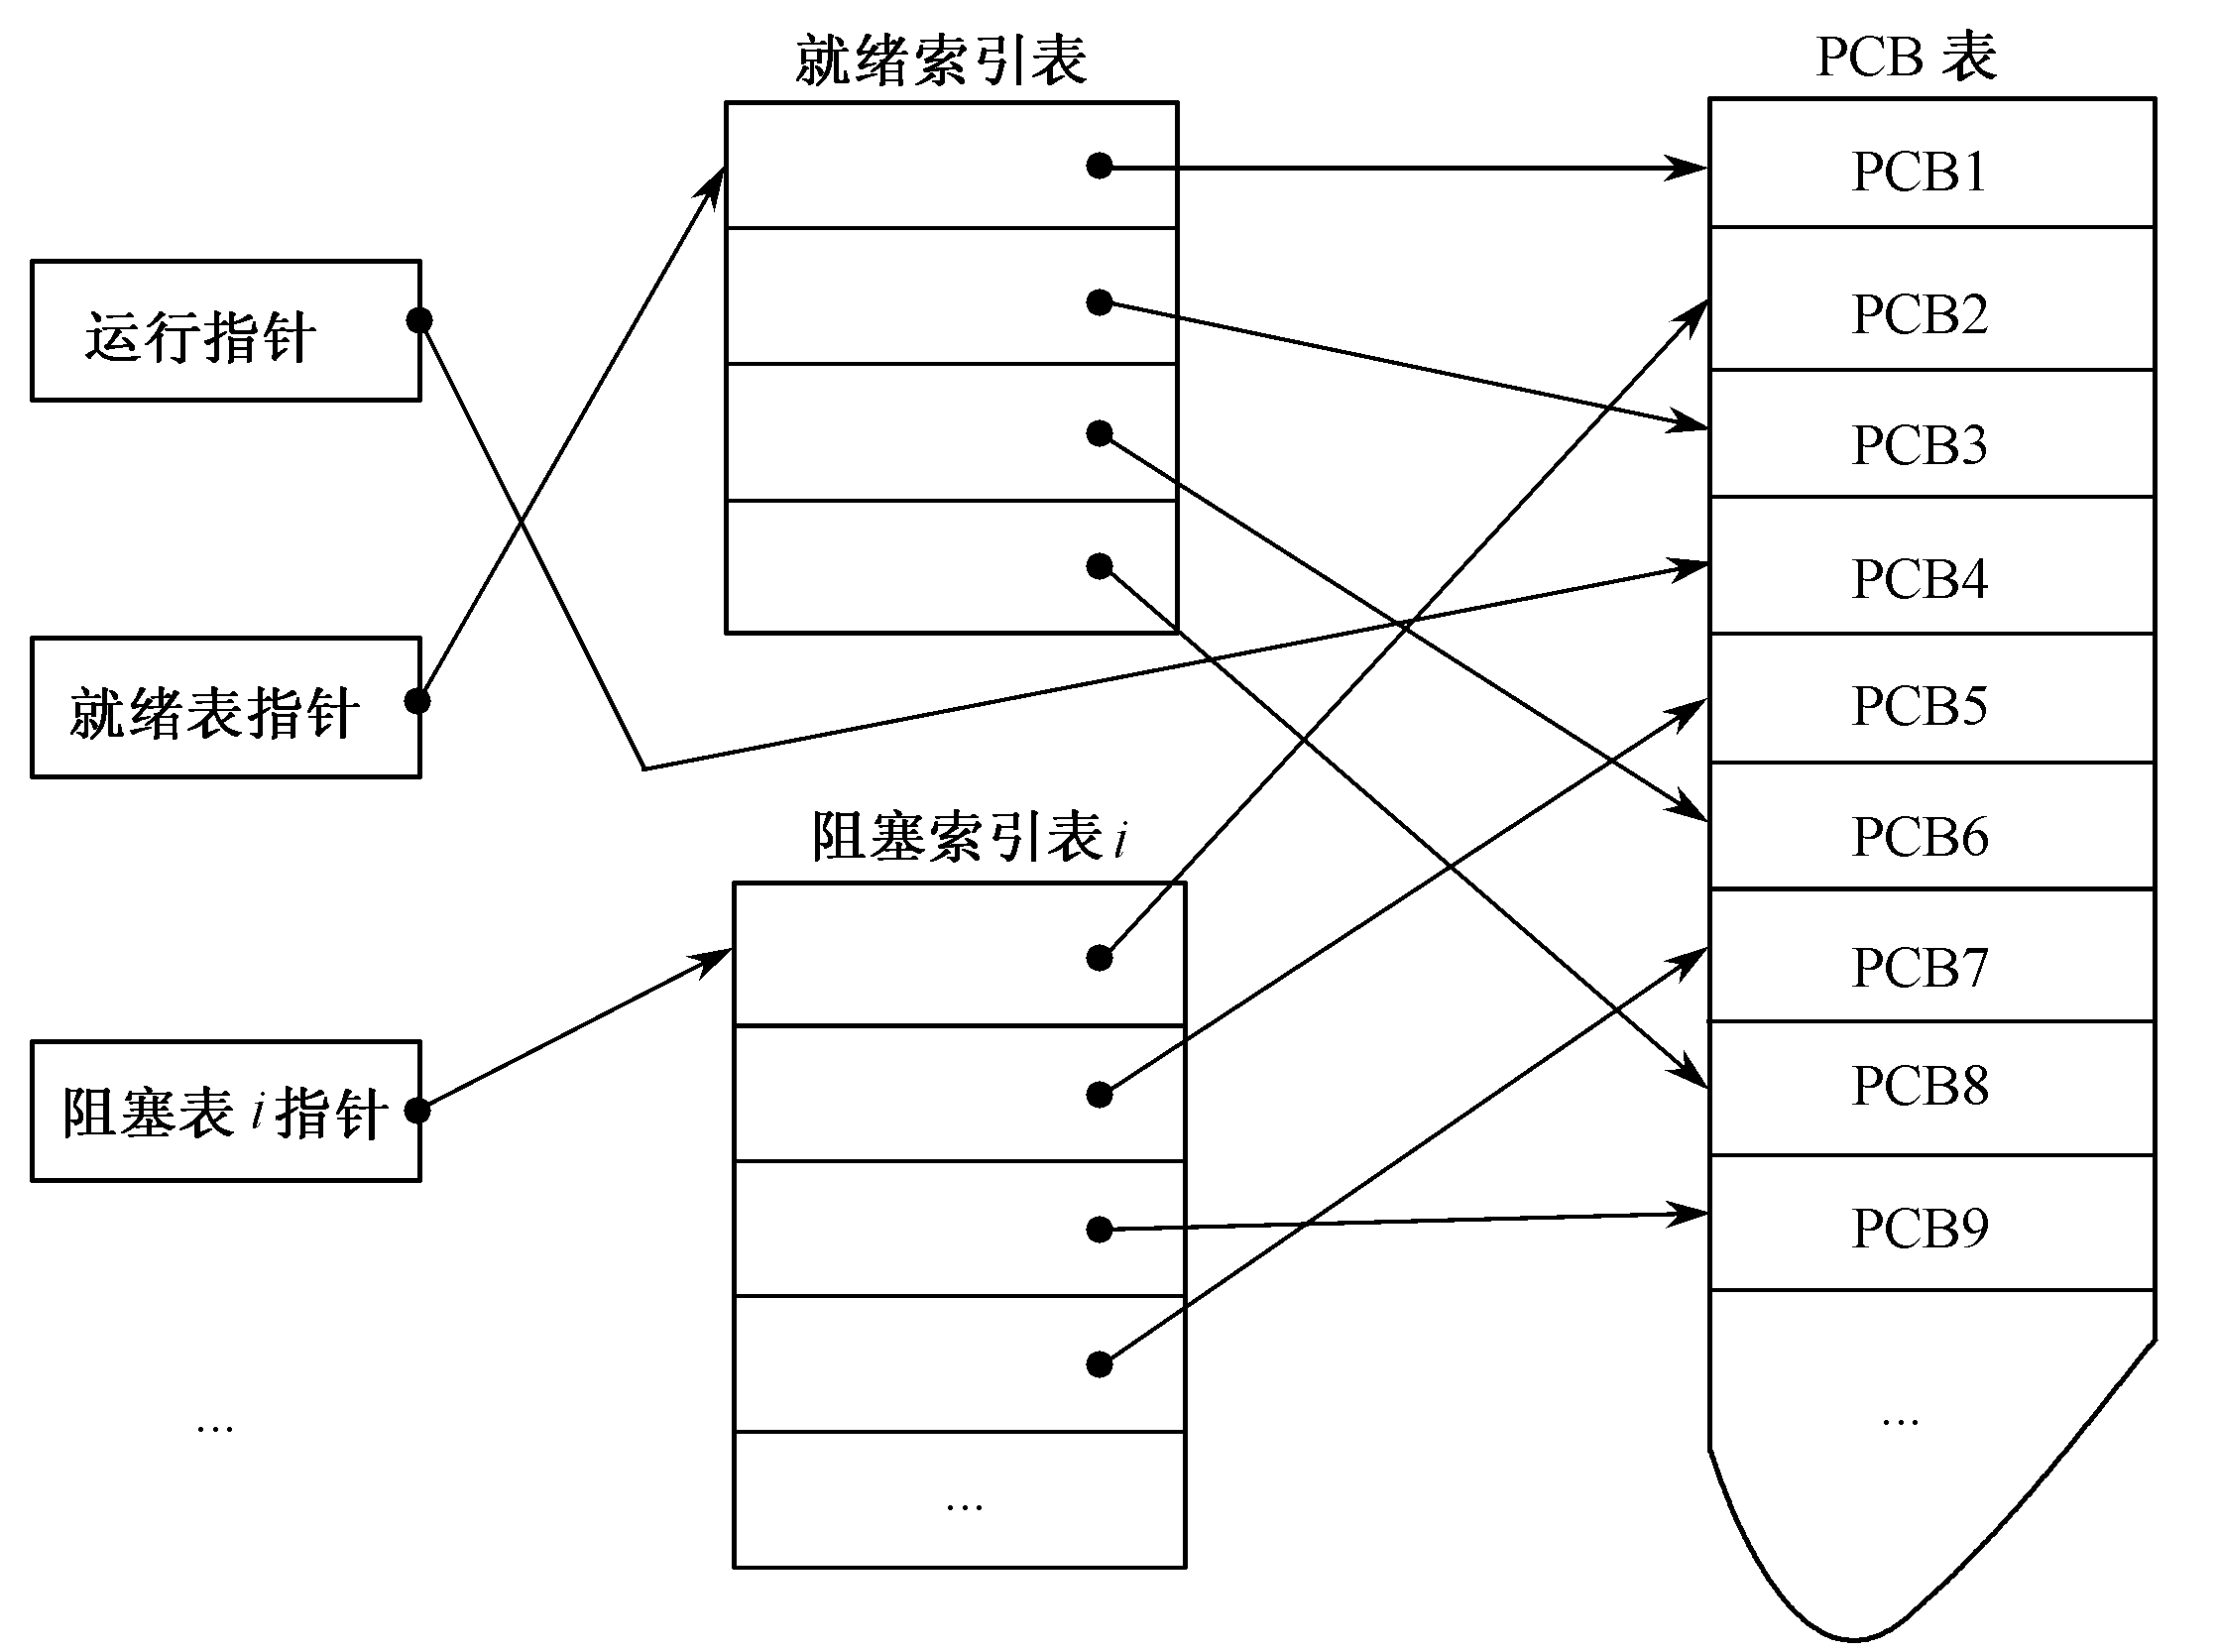 就绪索引表
PCB 表
运行指针
就绪表指针
阻塞索引表 i
阻塞表 i 指针
...
...
PCB1
PCB2
PCB3
PCB4
PCB5
PCB6
PCB7
PCB8
PCB9
...